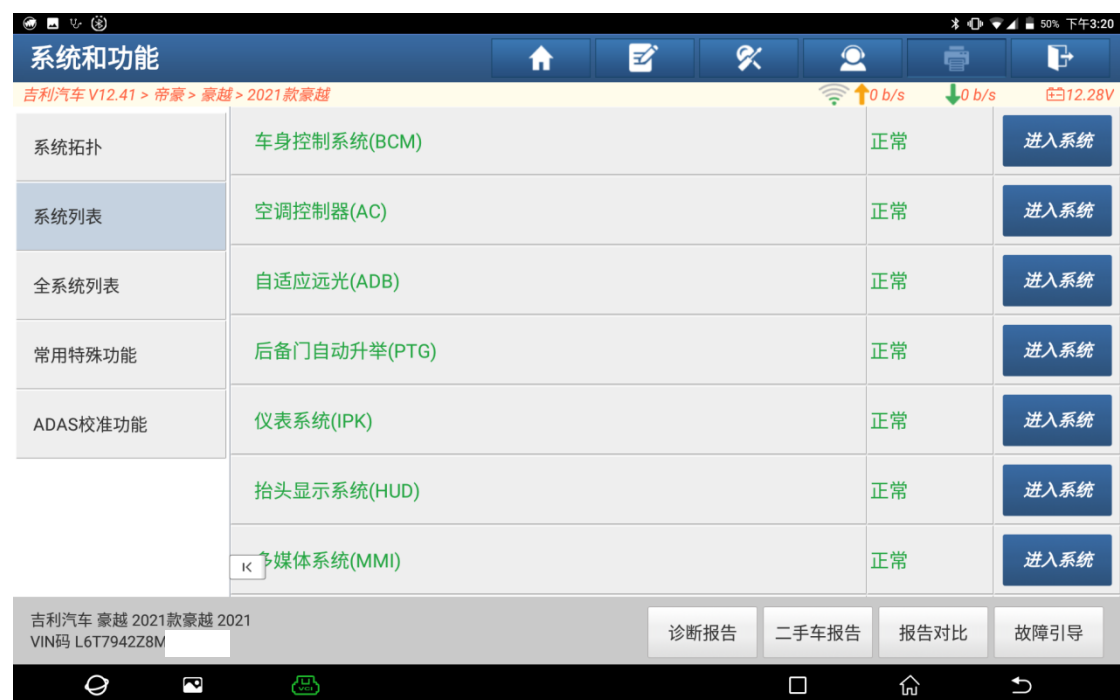 50% 下午3:20
系统和功能
吉利汽车 V12.41 > 帝豪 > 豪越 > 2021款豪越
0 b/s 0 b/s 12.28V
系统拓扑
系统列表
全系统列表
常用特殊功能
ADAS校准功能
车身控制系统(BCM) 正常 进入系统
空调控制器(AC) 正常 进入系统
自适应远光(ADB) 正常 进入系统
后备门自动升举(PTG) 正常 进入系统
仪表系统(IPK) 正常 进入系统
抬头显示系统(HUD) 正常 进入系统
多媒体系统(MMI) 正常 进入系统
吉利汽车 豪越 2021款豪越 2021
VIN码 L6T7942Z8M
诊断报告 二手车报告 报告对比 故障引导
VCI